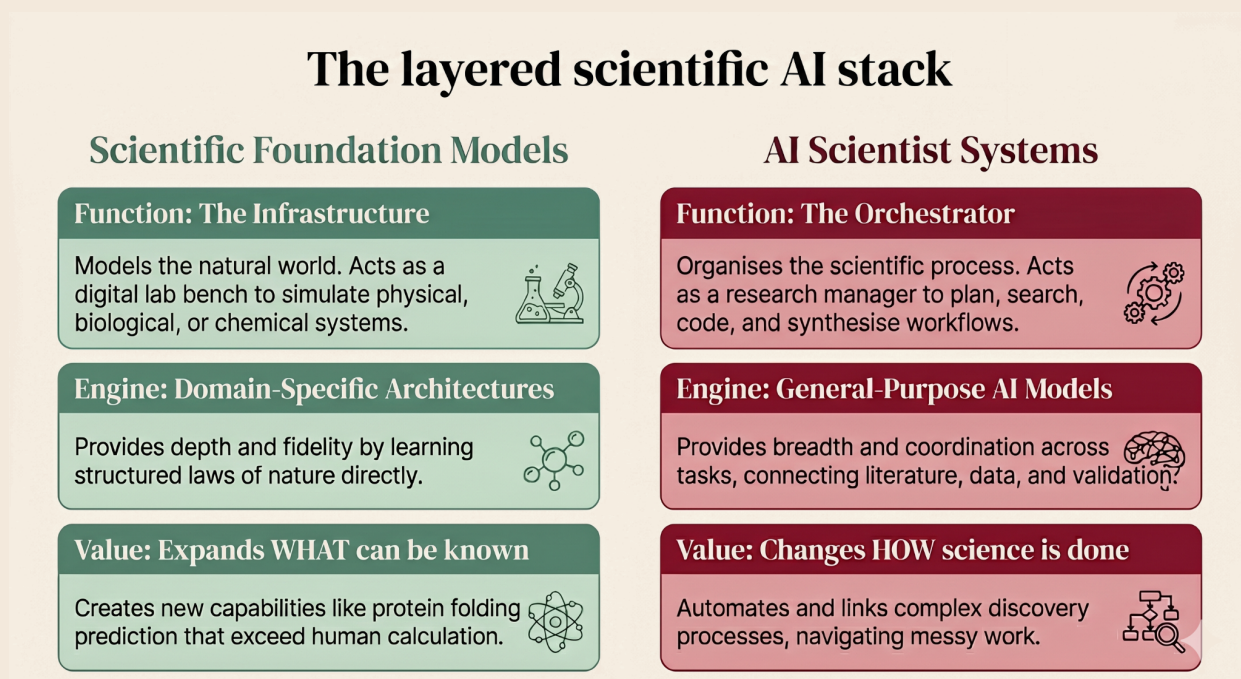 The layered scientific AI stack
Scientific Foundation Models
Function: The Infrastructure
Models the natural world. Acts as a
digital lab bench to simulate physical,
biological, or chemical systems.
Engine: Domain-Specific Architectures
Provides depth and fidelity by learning
structured laws of nature directly.
Value: Expands WHAT can be known
Creates new capabilities like protein folding
prediction that exceed human calculation.
AI Scientist Systems
Function: The Orchestrator
Organises the scientific process. Acts
as a research manager to plan, search,
code, and synthesise workflows.
Engine: General-Purpose AI Models
Provides breadth and coordination across
tasks, connecting literature, data, and validation.
Value: Changes HOW science is done
Automates and links complex discovery
processes, navigating messy work.